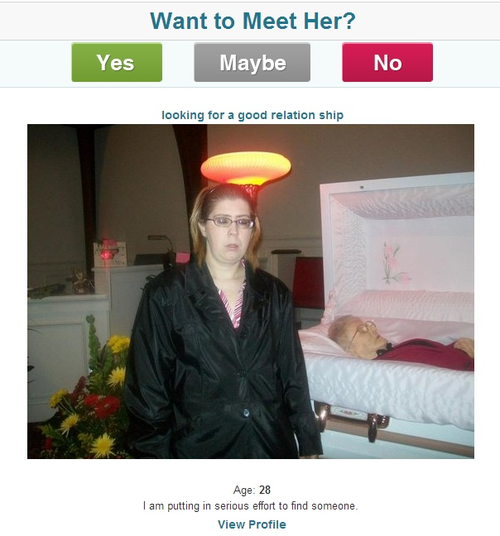 Want to Meet Her?
Yes Maybe No
looking for a good relation ship
Age: 28
I am putting in serious effort to find someone.
View Profile